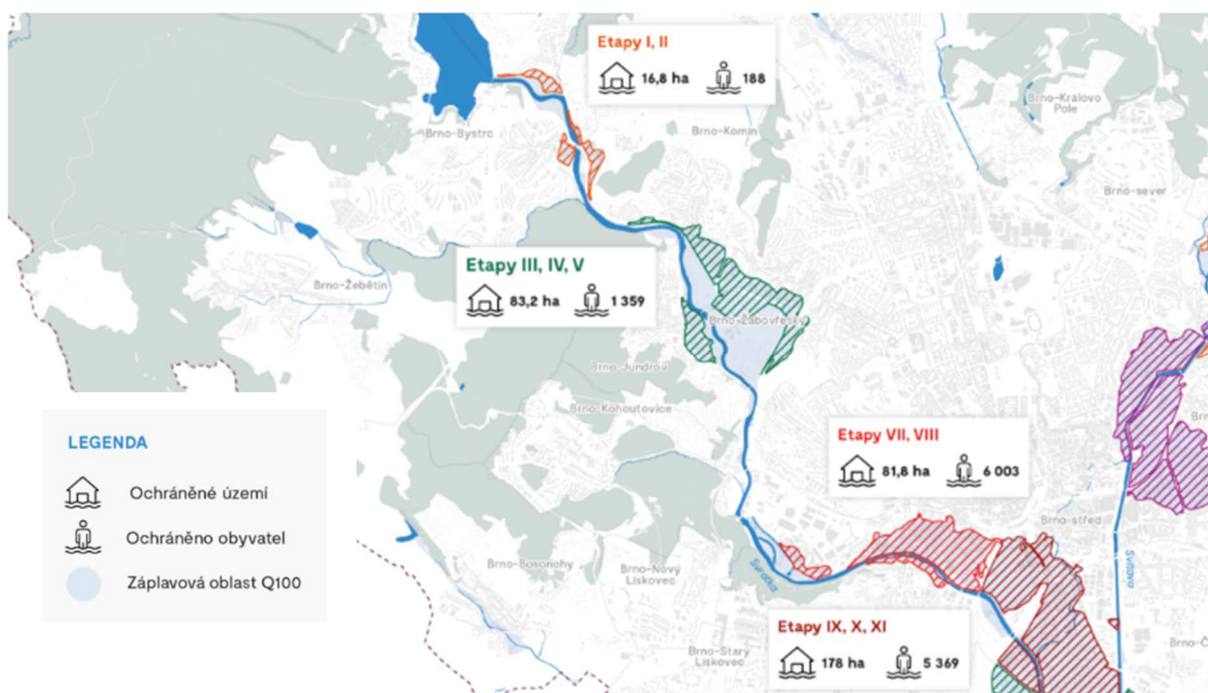 Etapy I, II
16,8 ha 188
Brno-Bystrc
Brno-Komín
Brno-Královo
Pole
Brno-sever
Etapy III, IV, V
83,2 ha 1 359
Brno-Žebětín
Brno-Žabovřesky
Brno-Jundrov
Brno-Kohoutovice
LEGENDA
Ochráněné území
Ochráněno obyvatel
Záplavová oblast Q100
Etapy VII, VIII
81,8 ha 6 003
Brno-střed
Brno-Bosonohy
Brno-Nový
Lískovec
Svratka
Svitava
Etapy IX, X, XI
178 ha 5 369
Brno-Starý
Lískovec